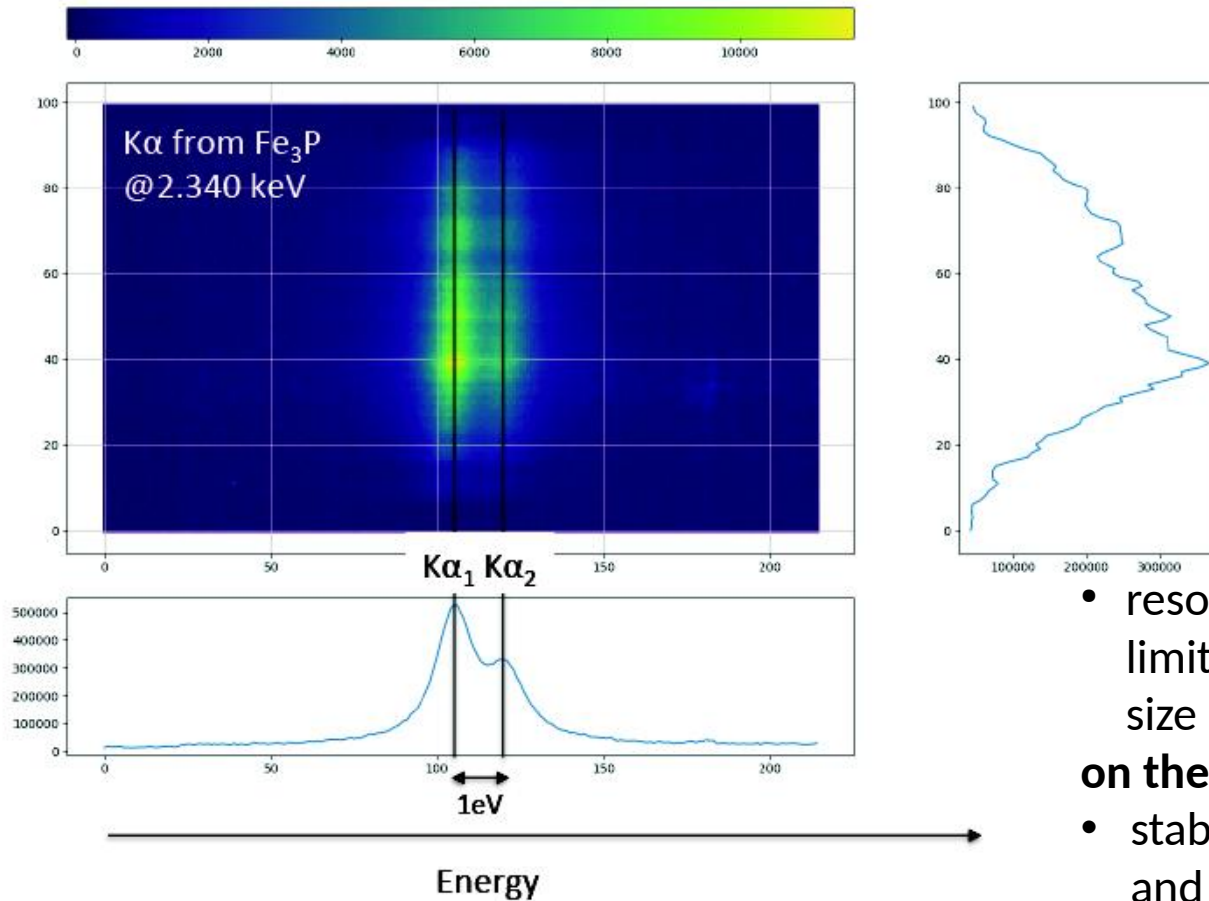 0 2000 4000 6000 8000 10000
100
80
60
40
20
0
Kα from Fe₃P
@2.340 keV
0 50 150 200
Kα₁ Kα₂
100
80
60
40
20
0
100000 200000 300000
500000
400000
300000
200000
100000
0
0 50 100 150 200
1eV
Energy
• reso
limit
size
on the
• stab
and